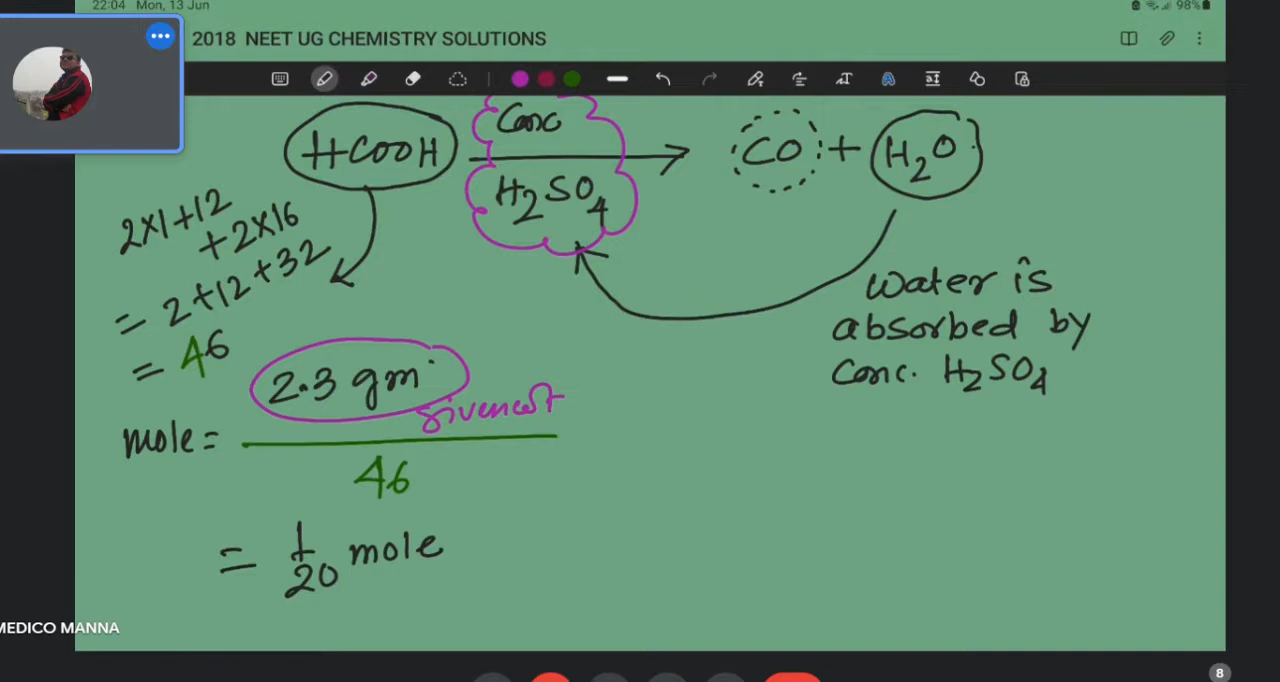 22:04 Mon, 13 Jun
98%
2018 NEET UG CHEMISTRY SOLUTIONS
HCOOH Conc H2SO4 → CO + H2O
2×1+12
+2×16
= 2+12+32
= 46
Water is
absorbed by
Conc. H2SO4
2.3 gm
mole =
46
= 1/20 mole
MEDICO MANNA
8